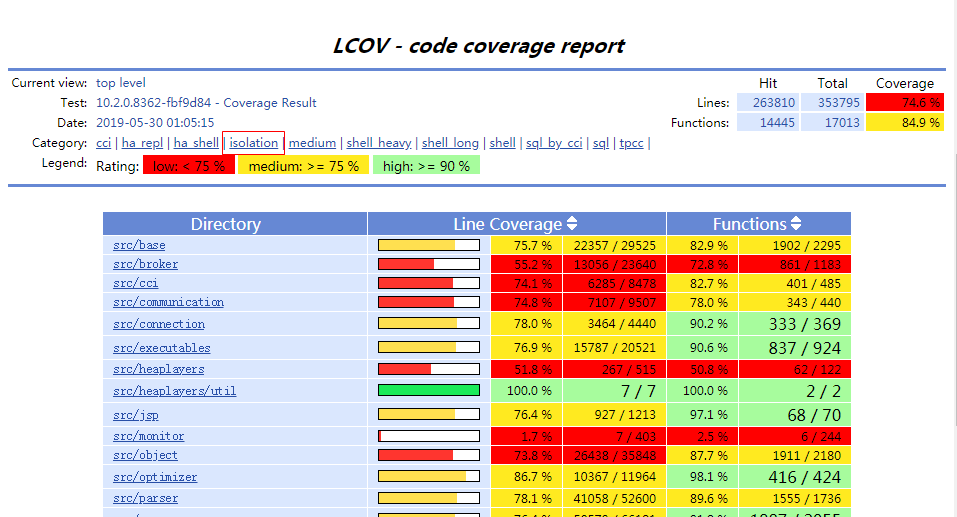 LCOV - code coverage report
Current view: top level
Hit Total Coverage
Test: 10.2.0.8362-fbf9d84 - Coverage Result
Lines: 263810 353795 74.6 %
Date: 2019-05-30 01:05:15
Functions: 14445 17013 84.9 %
Category: cci | ha_repl | ha_shell | isolation | medium | shell_heavy | shell_long | shell | sql_by_cci | sql | tpcc |
Legend: Rating: low: < 75 % medium: >= 75 % high: >= 90 %
Directory Line Coverage Functions
src/base 75.7 % 22357 / 29525 82.9 % 1902 / 2295
src/broker 55.2 % 13056 / 23640 72.8 % 861 / 1183
src/cci 74.1 % 6285 / 8478 82.7 % 401 / 485
src/communication 74.8 % 7107 / 9507 78.0 % 343 / 440
src/connection 78.0 % 3464 / 4440 90.2 % 333 / 369
src/executables 76.9 % 15787 / 20521 90.6 % 837 / 924
src/heaplayers 51.8 % 267 / 515 50.8 % 62 / 122
src/heaplayers/util 100.0 % 7 / 7 100.0 % 2 / 2
src/jsp 76.4 % 927 / 1213 97.1 % 68 / 70
src/monitor 1.7 % 7 / 403 2.5 % 6 / 244
src/object 73.8 % 26438 / 35848 87.7 % 1911 / 2180
src/optimizer 86.7 % 10367 / 11964 98.1 % 416 / 424
src/parser 78.1 % 41058 / 52600 89.6 % 1555 / 1736